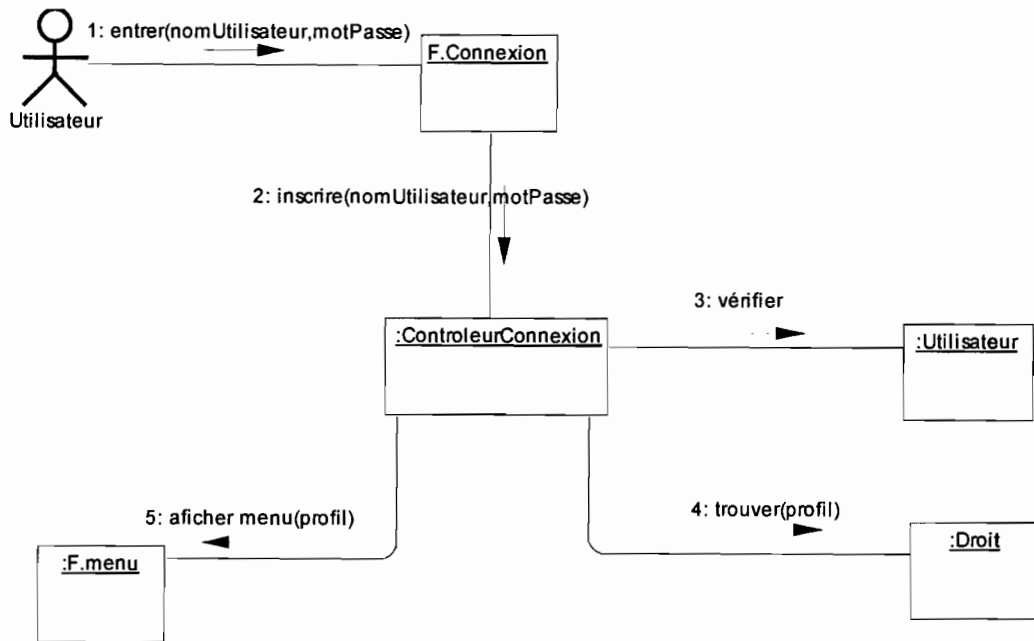 1: entrer(nomUtilisateur,motPasse)
F.Connexion
Utilisateur
2: inscrire(nomUtilisateur,motPasse)
3: vérifier
:ControleurConnexion
:Utilisateur
5: aficher menu(profil)
4: trouver(profil)
:F.menu
:Droit